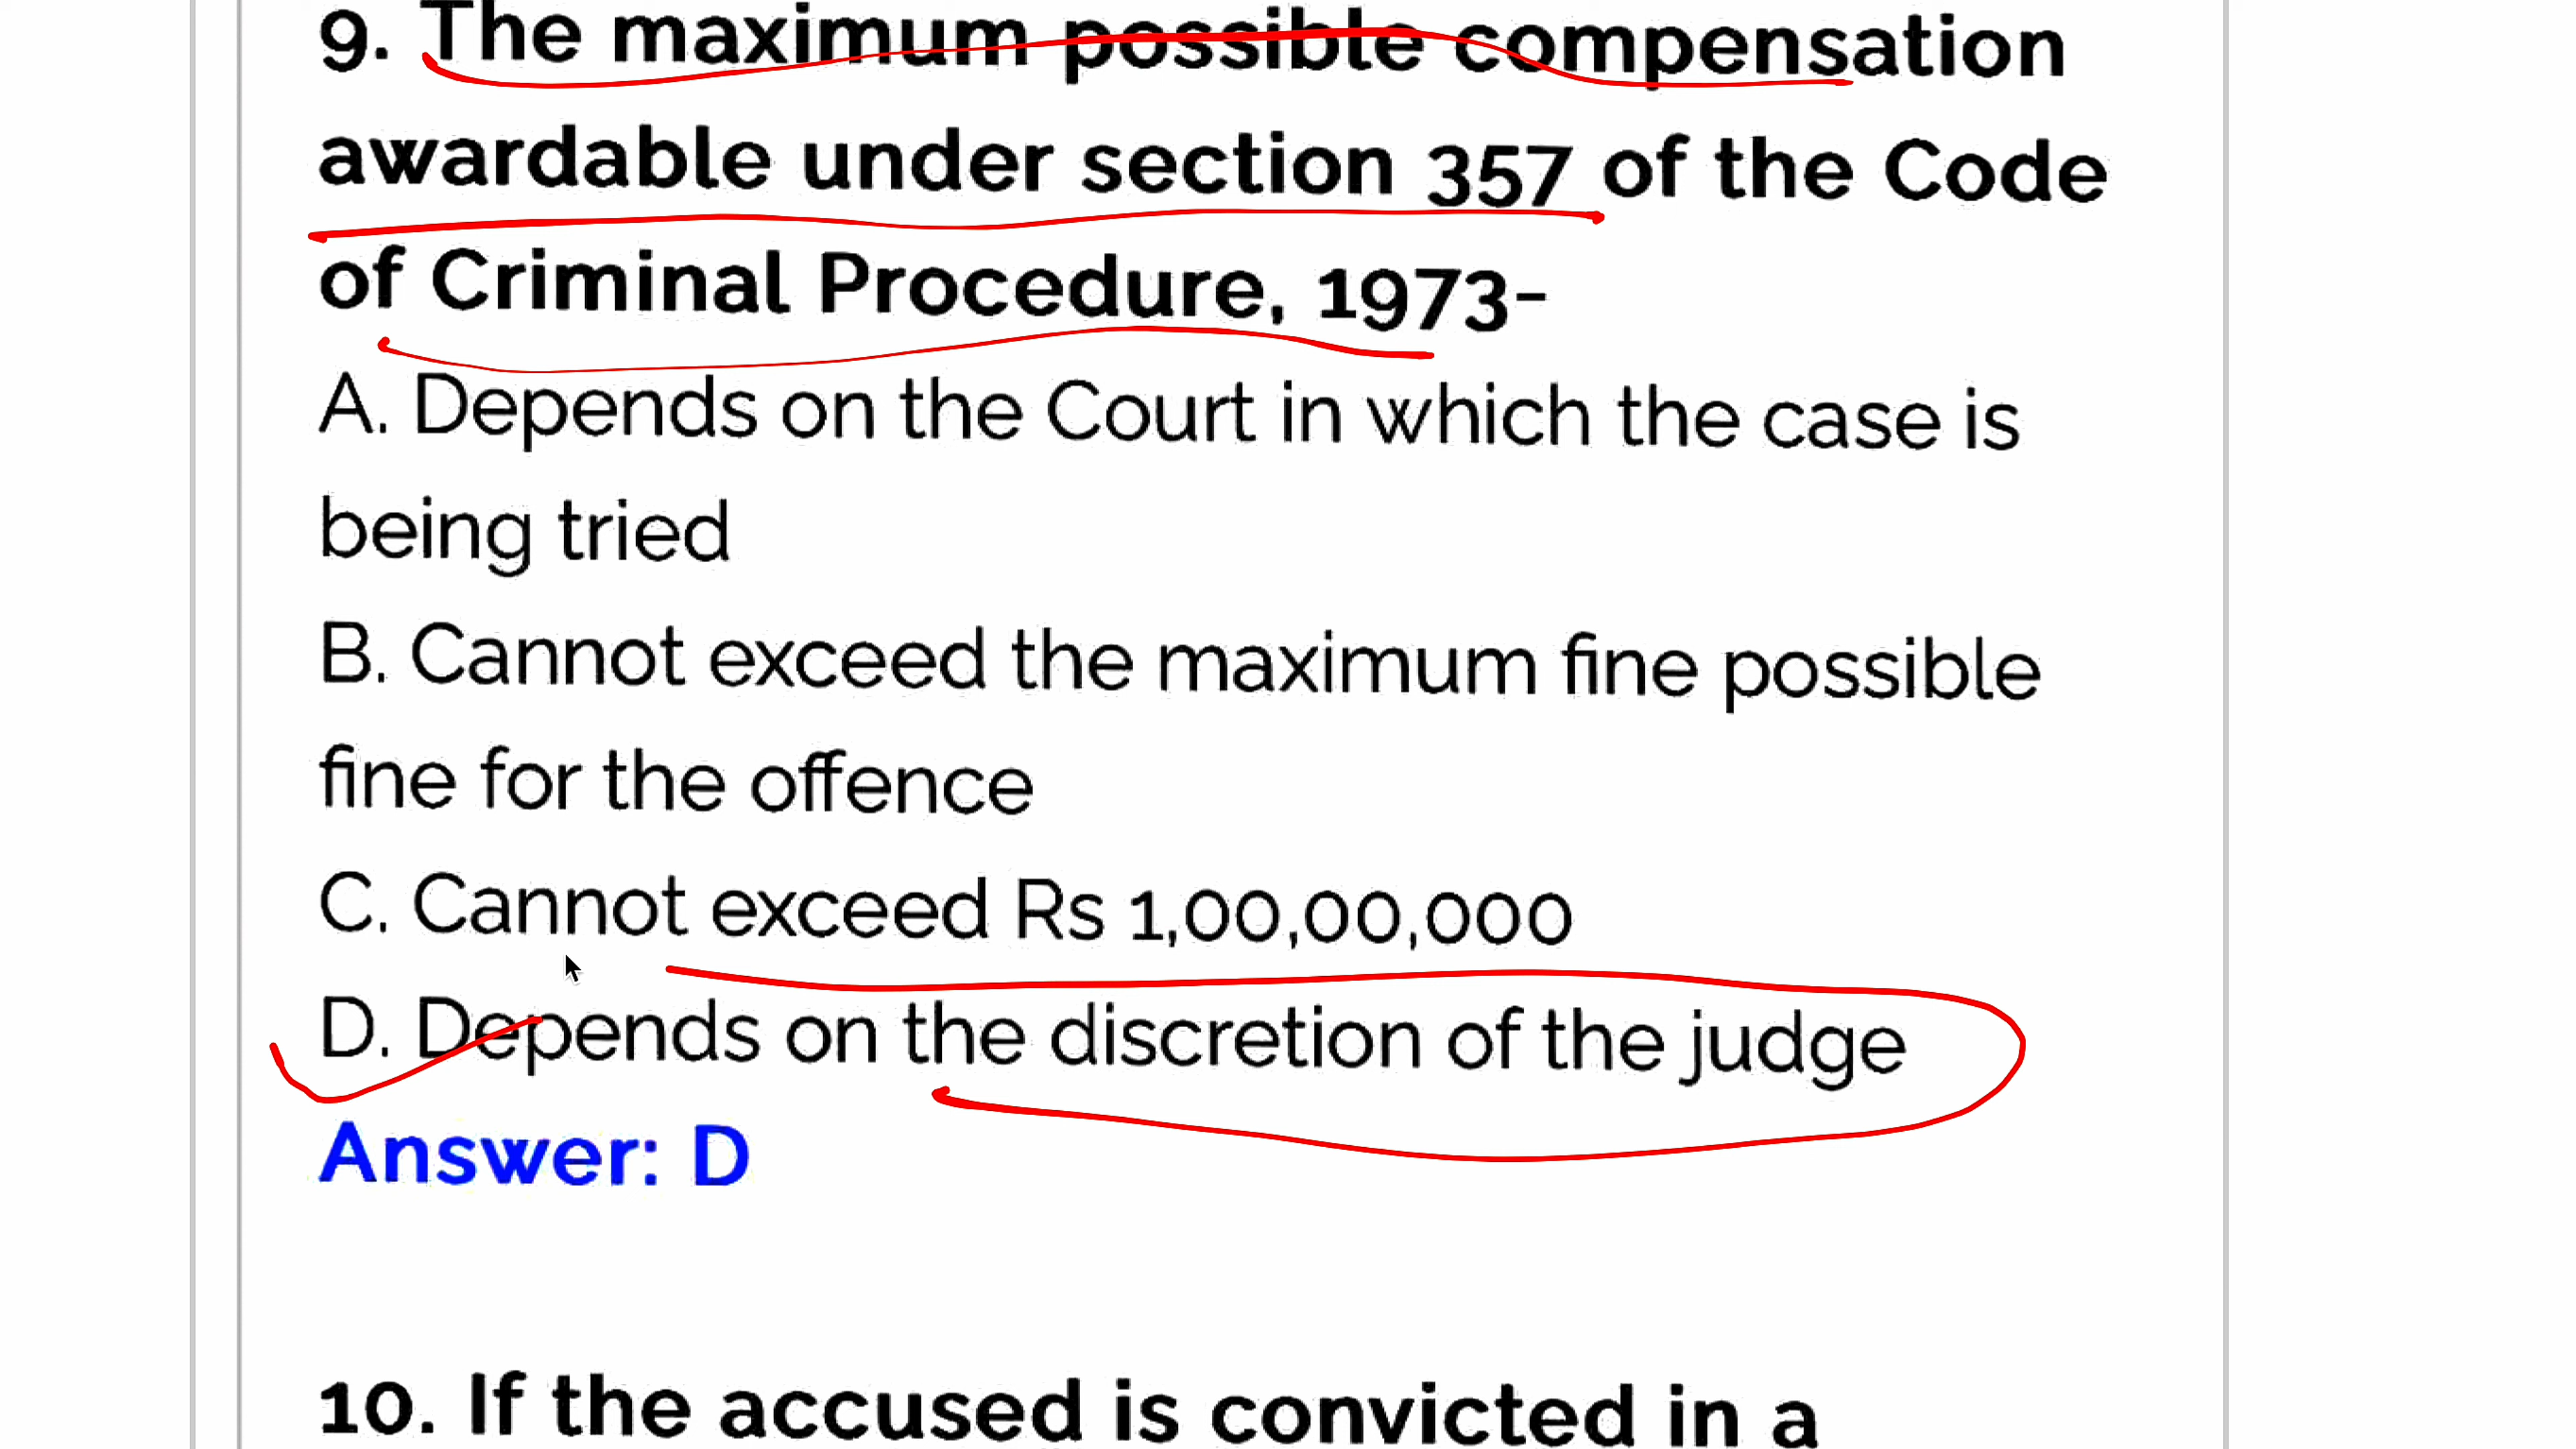 9. The maximum possible compensation
awardable under section 357 of the Code
of Criminal Procedure, 1973-
A. Depends on the Court in which the case is
being tried
B. Cannot exceed the maximum fine possible
fine for the offence
C. Cannot exceed Rs 1,00,00,000
D. Depends on the discretion of the judge
Answer: D
10. If the accused is convicted in a